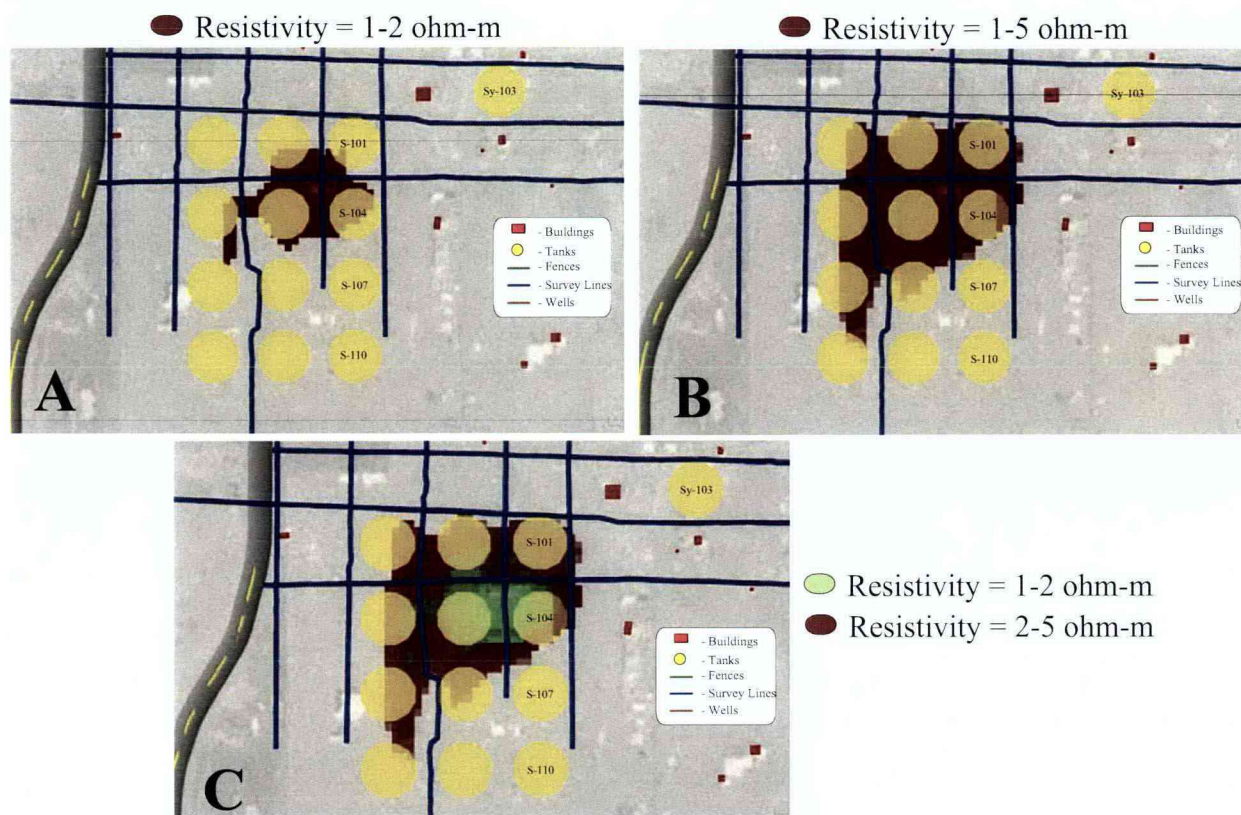 Resistivity = 1-2 ohm-m
Sy-103
S-101
S-104
S-107
S-110
- Buildings
- Tanks
- Fences
- Survey Lines
- Wells
A
Resistivity = 1-5 ohm-m
Sy-103
S-101
S-104
S-107
S-110
- Buildings
- Tanks
- Fences
- Survey Lines
- Wells
B
Sy-103
S-101
S-104
S-107
S-110
- Buildings
- Tanks
- Fences
- Survey Lines
- Wells
C
Resistivity = 1-2 ohm-m
Resistivity = 2-5 ohm-m